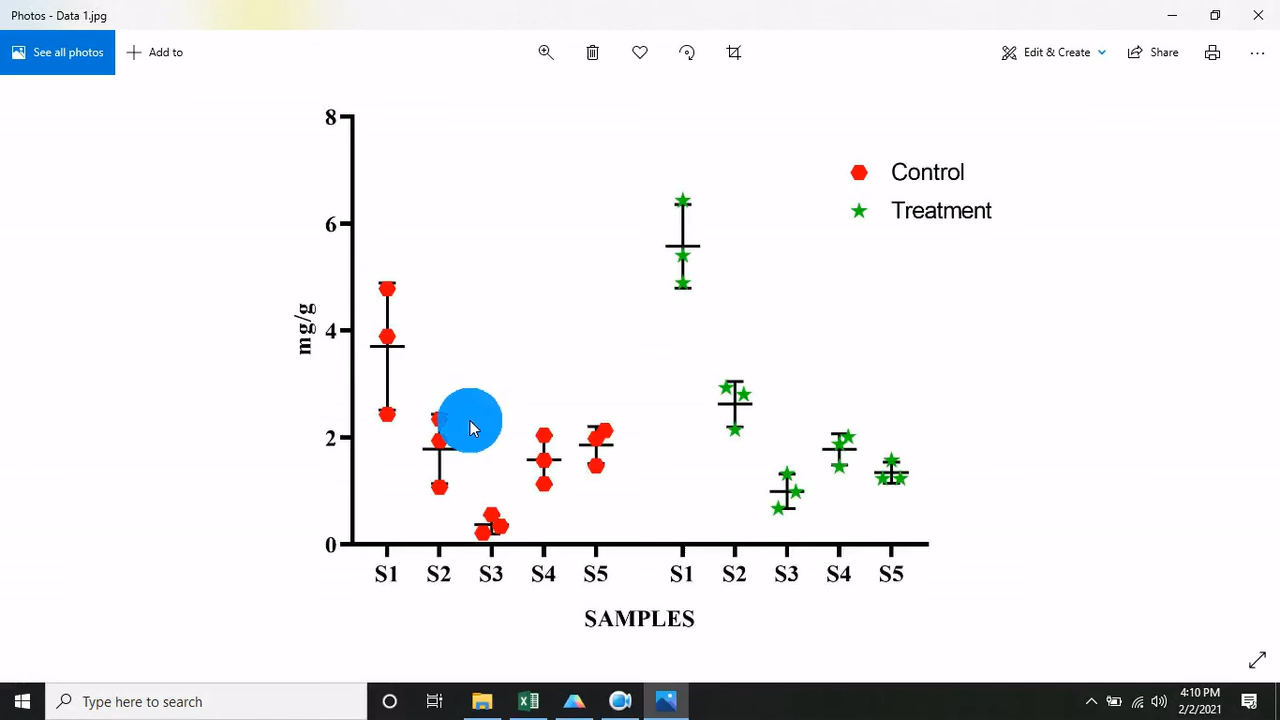 Photos - Data 1.jpg
See all photos
Add to
Edit & Create
Share
8
6
4
2
0
mg/g
Control
Treatment
S1 S2 S3 S4 S5 S1 S2 S3 S4 S5
SAMPLES
Type here to search
4:10 PM
2/2/2021